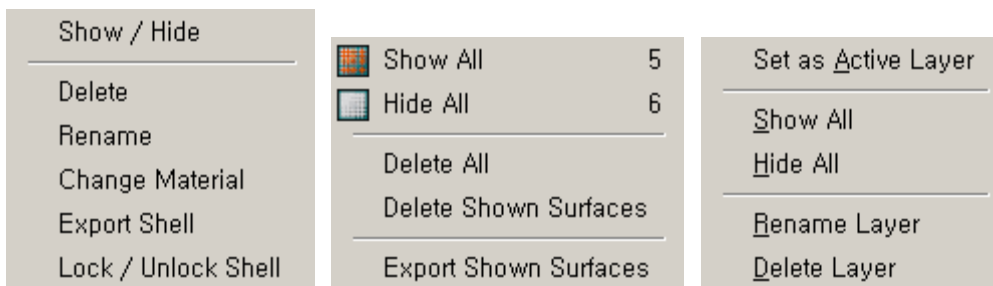 Show / Hide
Delete
Rename
Change Material
Export Shell
Lock / Unlock Shell
Show All 5
Hide All 6
Delete All
Delete Shown Surfaces
Export Shown Surfaces
Set as Active Layer
Show All
Hide All
Rename Layer
Delete Layer